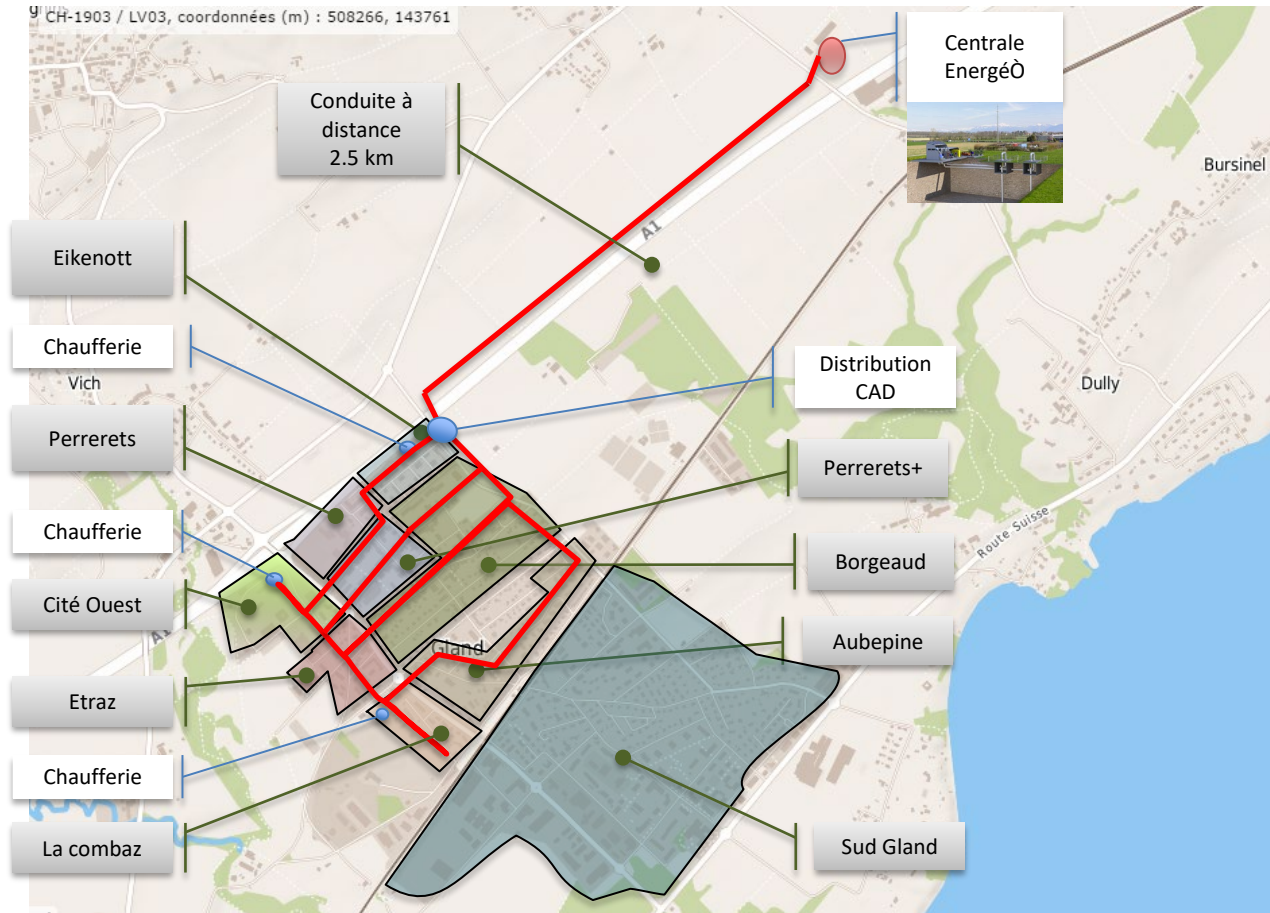 CH-1903 / LV03, coordonnées (m) : 508266, 143761
Centrale
EnergéÒ
Conduite à
distance
2.5 km
Bursinel
A1
Eikenott
Chaufferie
Distribution
CAD
Vich
Dully
Perrerets
Perrerets+
Chaufferie
Route Suisse
Borgeaud
Cité Ouest
A1
Gland
Aubepine
Etraz
Chaufferie
La combaz
Sud Gland